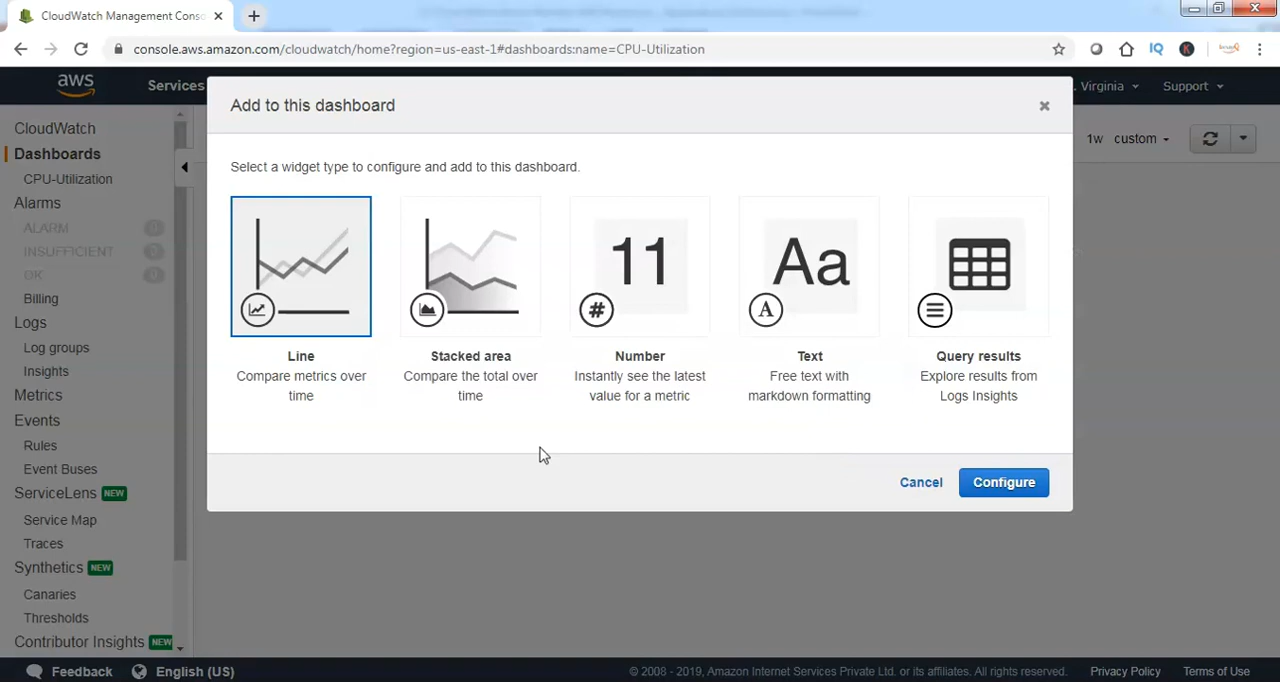 CloudWatch Management Conso
console.aws.amazon.com/cloudwatch/home?region=us-east-1#dashboards:name=CPU-Utilization
IQ
K
aws
Services
. Virginia
Support
Add to this dashboard
1w custom
Select a widget type to configure and add to this dashboard.
CloudWatch
Dashboards
CPU-Utilization
Alarms
ALARM 0
INSUFFICIENT 0
OK 0
Billing
Logs
Log groups
Insights
Metrics
Events
Rules
Event Buses
ServiceLens NEW
Service Map
Traces
Synthetics NEW
Canaries
Thresholds
Contributor Insights NEW
11
#
Aa
A
Line
Compare metrics over
time
Stacked area
Compare the total over
time
Number
Instantly see the latest
value for a metric
Text
Free text with
markdown formatting
Query results
Explore results from
Logs Insights
Cancel
Configure
Feedback
English (US)
© 2008 - 2019, Amazon Internet Services Private Ltd. or its affiliates. All rights reserved.
Privacy Policy
Terms of Use